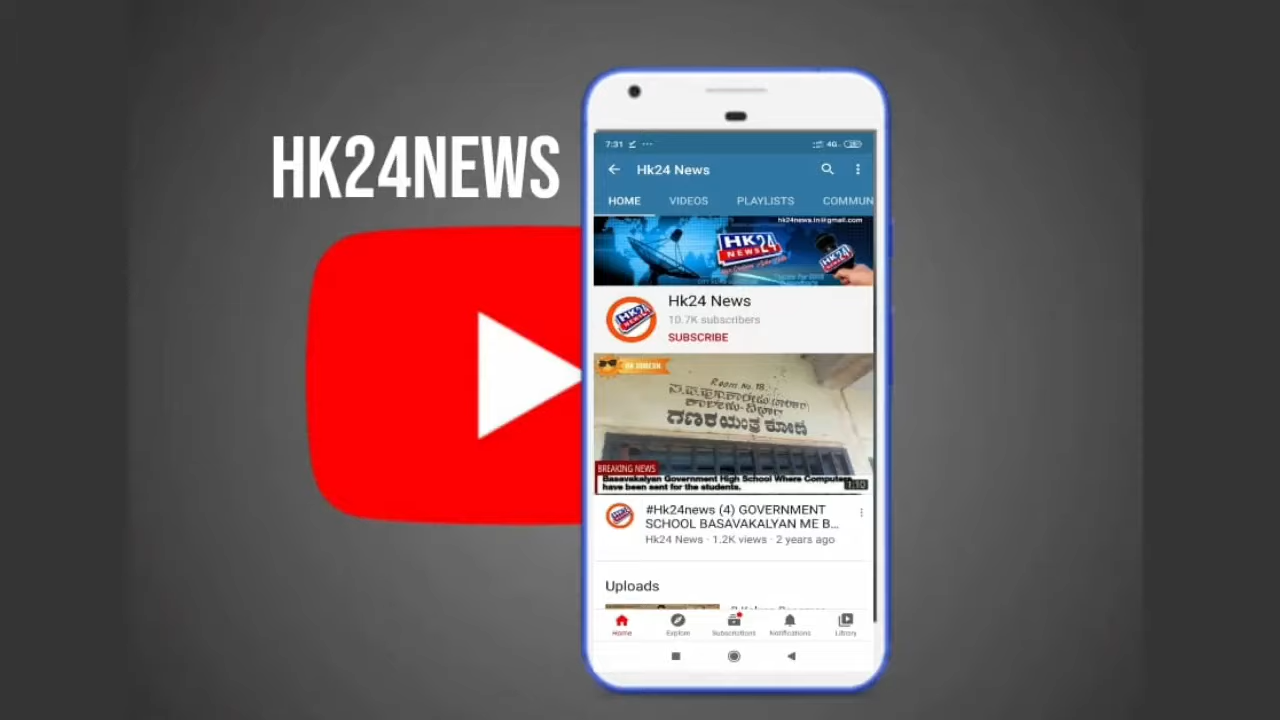 HK24NEWS
7:31
4G
Hk24 News
HOME VIDEOS PLAYLISTS COMMUN
hk24news.in@gmail.com
HK24
NEWS
HK24
Hk24 News
10.7K subscribers
SUBSCRIBE
Room No. 18
ಗಣಕಯಂತ್ರ ಕೋಣೆ
BREAKING NEWS
Basavakalyan Government High School Where Computers
have been sent for the students.
1:10
#Hk24news (4) GOVERNMENT
SCHOOL BASAVAKALYAN ME B...
Hk24 News · 1.2K views · 2 years ago
Uploads
Home Explore Subscriptions Notifications Library